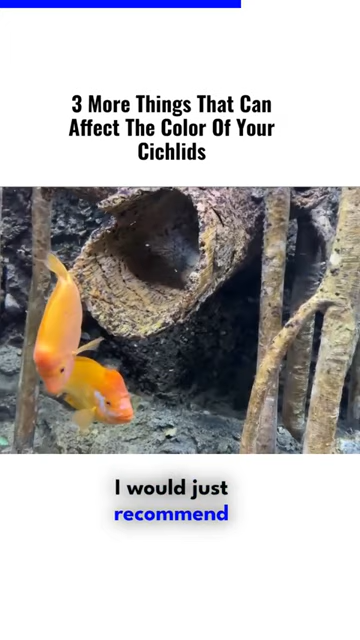 3 More Things That Can
Affect The Color Of Your
Cichlids
I would just
recommend